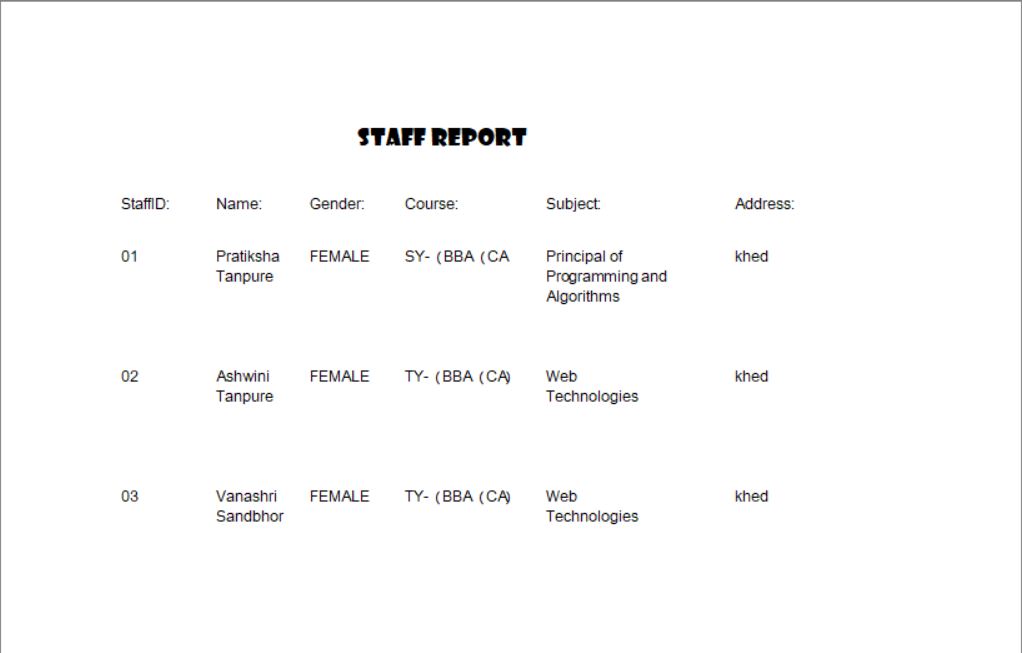 STAFF REPORT
StaffID: Name: Gender: Course: Subject: Address:
01 Pratiksha FEMALE SY- (BBA (CA Principal of khed
Tanpure Programming and
Algorithms
02 Ashwini FEMALE TY- (BBA (CA) Web khed
Tanpure Technologies
03 Vanashri FEMALE TY- (BBA (CA) Web khed
Sandbhor Technologies